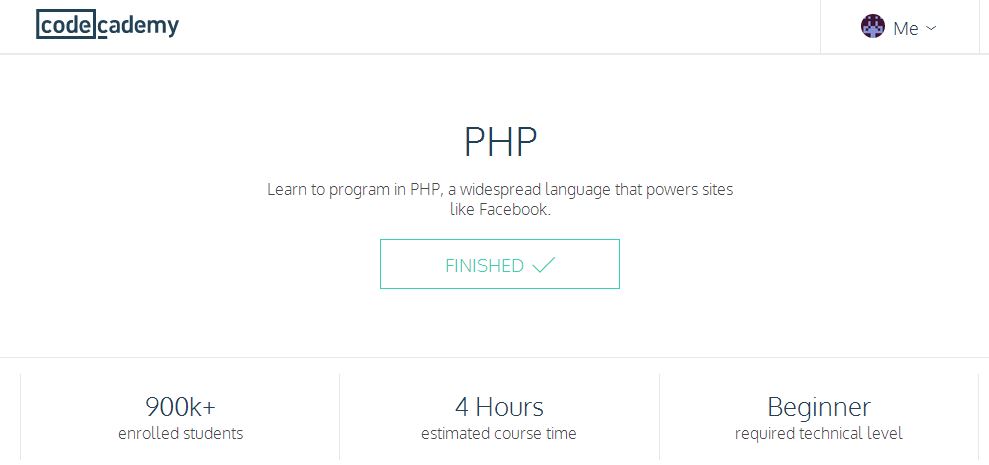 codecademy
Me
PHP
Learn to program in PHP, a widespread language that powers sites
like Facebook.
FINISHED
900k+
enrolled students
4 Hours
estimated course time
Beginner
required technical level